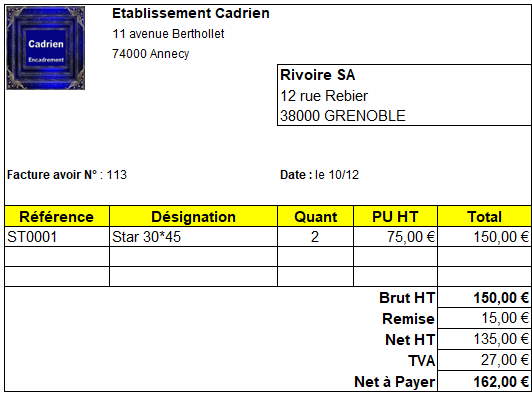 Cadrien
Encadrement
Etablissement Cadrien
11 avenue Berthollet
74000 Annecy
Rivoire SA
12 rue Rebier
38000 GRENOBLE
Facture avoir N° : 113 Date : le 10/12
Référence Désignation Quant PU HT Total
ST0001 Star 30*45 2 75,00 € 150,00 €
Brut HT 150,00 €
Remise 15,00 €
Net HT 135,00 €
TVA 27,00 €
Net à Payer 162,00 €